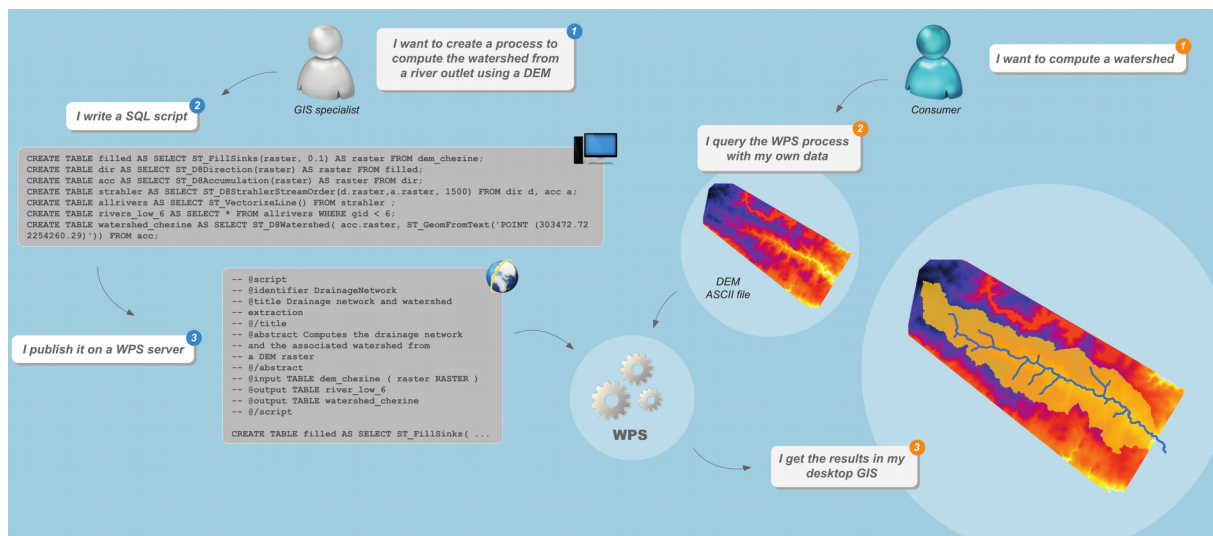 1
I want to create a process to
compute the watershed from
a river outlet using a DEM
GIS specialist
2
I write a SQL script
CREATE TABLE filled AS SELECT ST_FillSinks(raster, 0.1) AS raster FROM dem_chezine;
CREATE TABLE dir AS SELECT ST_D8Direction(raster) AS raster FROM filled;
CREATE TABLE acc AS SELECT ST_D8Accumulation(raster) AS raster FROM dir;
CREATE TABLE strahler AS SELECT ST_D8StrahlerStreamOrder(d.raster,a.raster, 1500) FROM dir d, acc a;
CREATE TABLE allrivers AS SELECT ST_VectorizeLine() FROM strahler ;
CREATE TABLE rivers_low_6 AS SELECT * FROM allrivers WHERE gid < 6;
CREATE TABLE watershed_chezine AS SELECT ST_D8Watershed( acc.raster, ST_GeomFromText('POINT (303472.72
2254260.29)')) FROM acc;
3
I publish it on a WPS server
-- @script
-- @identifier DrainageNetwork
-- @title Drainage network and watershed
-- extraction
-- @/title
-- @abstract Computes the drainage network
-- and the associated watershed from
-- a DEM raster
-- @/abstract
-- @input TABLE dem_chezine ( raster RASTER )
-- @output TABLE river_low_6
-- @output TABLE watershed_chezine
-- @/script
CREATE TABLE filled AS SELECT ST_FillSinks( ...
WPS
Consumer
1
I want to compute a watershed
2
I query the WPS process
with my own data
DEM
ASCII file
3
I get the results in my
desktop GIS